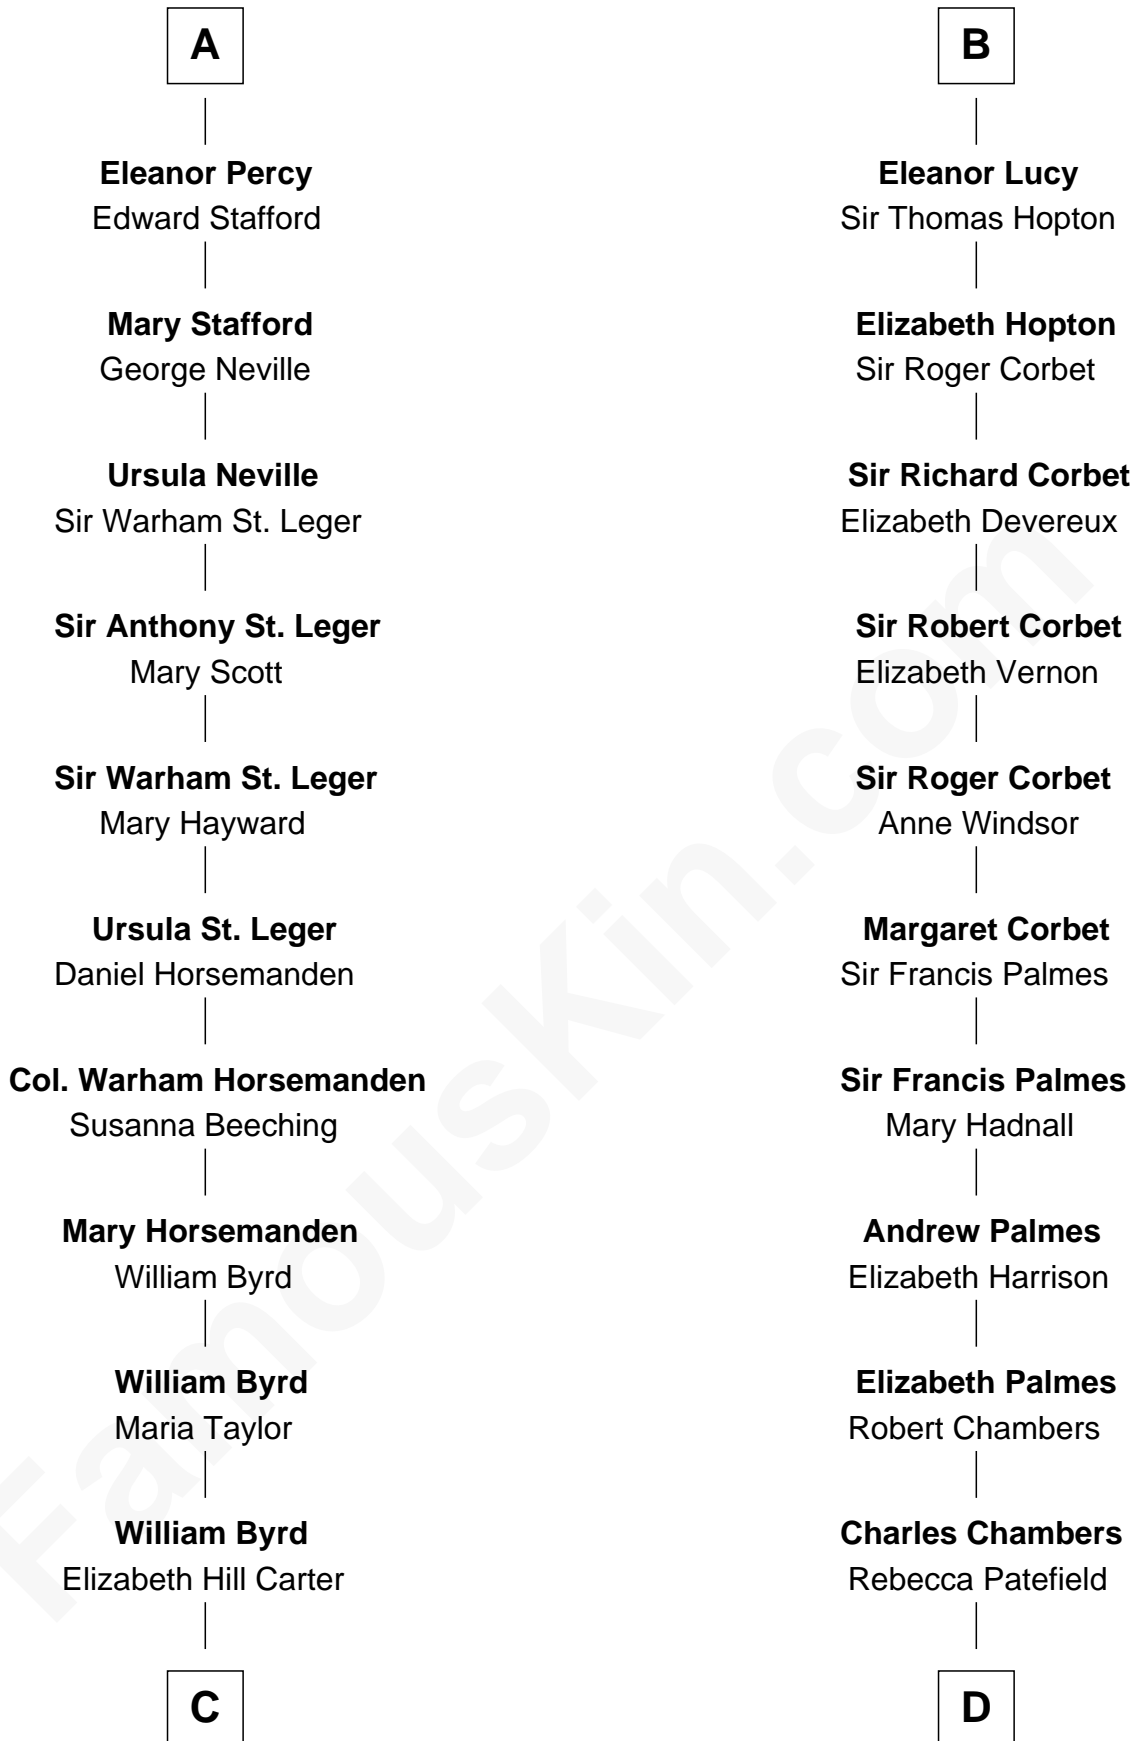 A
Eleanor Percy
Edward Stafford
Mary Stafford
George Neville
Ursula Neville
Sir Warham St. Leger
Sir Anthony St. Leger
Mary Scott
Sir Warham St. Leger
Mary Hayward
Ursula St. Leger
Daniel Horsemanden
Col. Warham Horsemanden
Susanna Beeching
Mary Horsemanden
William Byrd
William Byrd
Maria Taylor
William Byrd
Elizabeth Hill Carter
C
B
Eleanor Lucy
Sir Thomas Hopton
Elizabeth Hopton
Sir Roger Corbet
Sir Richard Corbet
Elizabeth Devereux
Sir Robert Corbet
Elizabeth Vernon
Sir Roger Corbet
Anne Windsor
Margaret Corbet
Sir Francis Palmes
Sir Francis Palmes
Mary Hadnall
Andrew Palmes
Elizabeth Harrison
Elizabeth Palmes
Robert Chambers
Charles Chambers
Rebecca Patefield
D
FamousKin.com